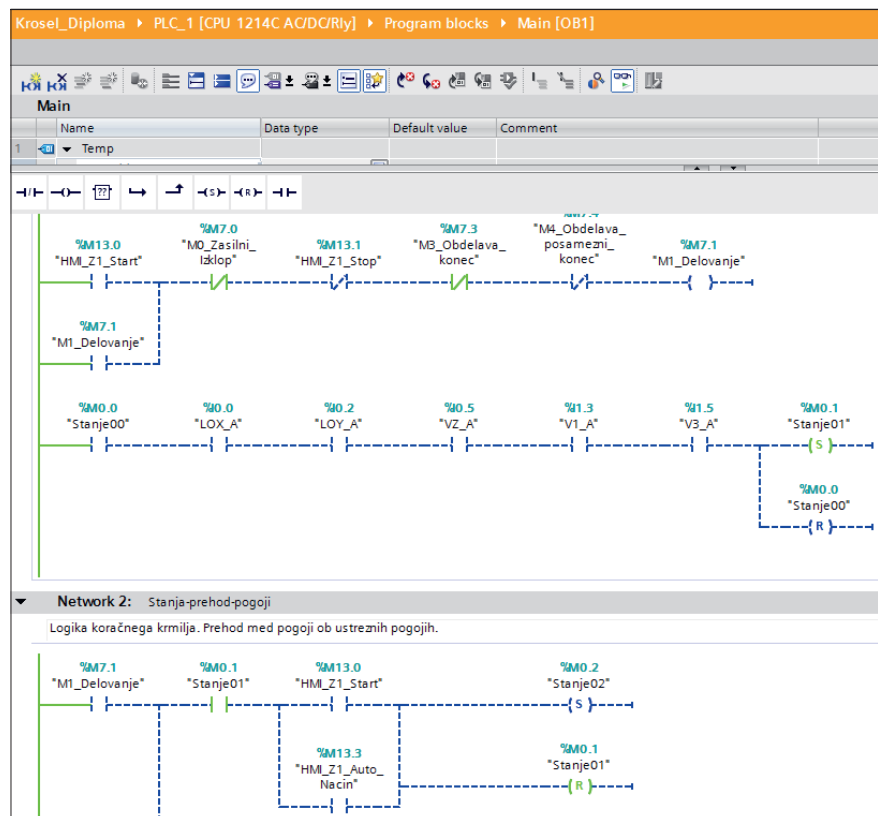 Krosel_Diploma ▸ PLC_1 [CPU 1214C AC/DC/Rly] ▸ Program blocks ▸ Main [OB1]
Main
Name Data type Default value Comment
1 Temp
??
S
R
%M7.4
%M7.0 %M7.3 "M4_Obdelava_
%M13.0 "M0_Zasilni_ %M13.1 "M3_Obdelava_ posamezni_ %M7.1
"HMI_Z1_Start" Izklop" "HMI_Z1_Stop" konec" konec" "M1_Delovanje"
%M7.1
"M1_Delovanje"
%M0.0 %I0.0 %I0.2 %I0.5 %I1.3 %I1.5 %M0.1
"Stanje00" "LOX_A" "LOY_A" "VZ_A" "V1_A" "V3_A" "Stanje01"
S
%M0.0
"Stanje00"
R
Network 2: Stanja-prehod-pogoji
Logika koračnega krmilja. Prehod med pogoji ob ustreznih pogojih.
%M7.1 %M0.1 %M13.0 %M0.2
"M1_Delovanje" "Stanje01" "HMI_Z1_Start" "Stanje02"
S
%M13.3 %M0.1
"HMI_Z1_Auto_ "Stanje01"
Nacin" R